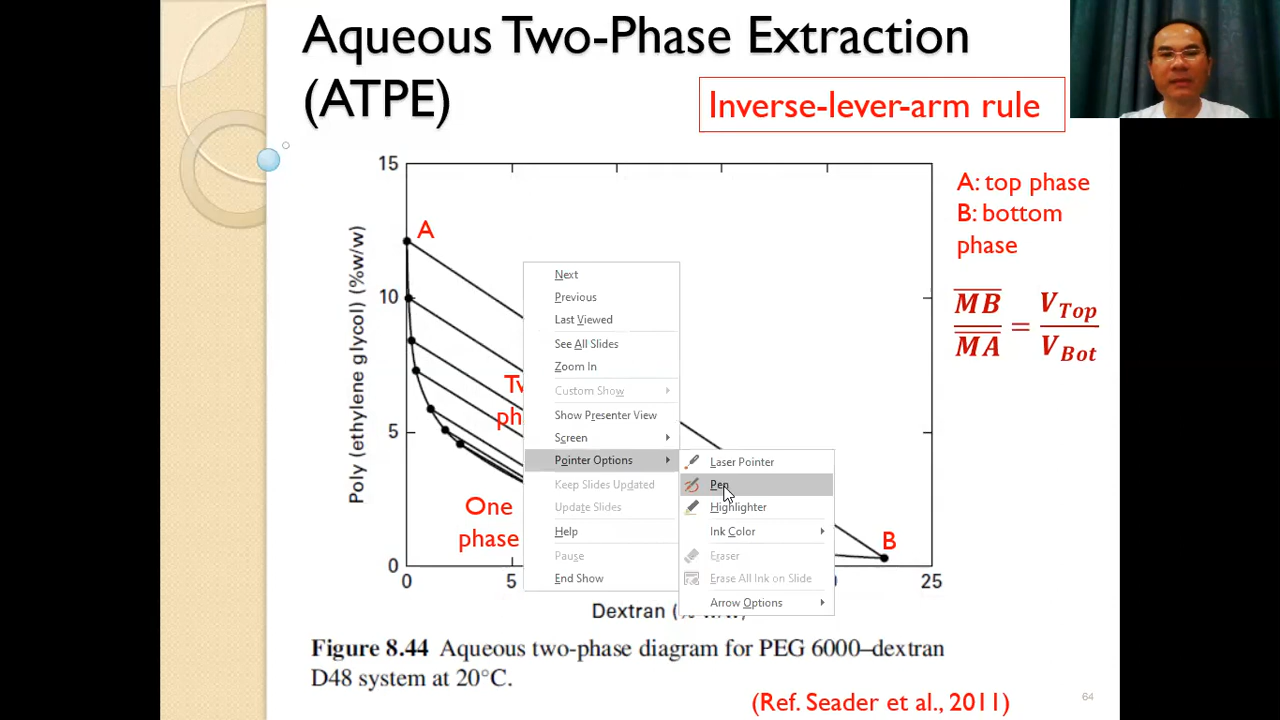 Aqueous Two-Phase Extraction
(ATPE)
Inverse-lever-arm rule
A: top phase
B: bottom
phase
MB
MA
=
V Top
V Bot
15
10
5
0
0
5
25
Poly (ethylene glycol) (%w/w)
A
B
One
phase
Next
Previous
Last Viewed
See All Slides
Zoom In
Custom Show
Show Presenter View
Screen
Pointer Options
Keep Slides Updated
Update Slides
Help
Pause
End Show
Laser Pointer
Pen
Highlighter
Ink Color
Eraser
Erase All Ink on Slide
Arrow Options
Dextran
Figure 8.44 Aqueous two-phase diagram for PEG 6000–dextran
D48 system at 20°C.
(Ref. Seader et al., 2011)
64